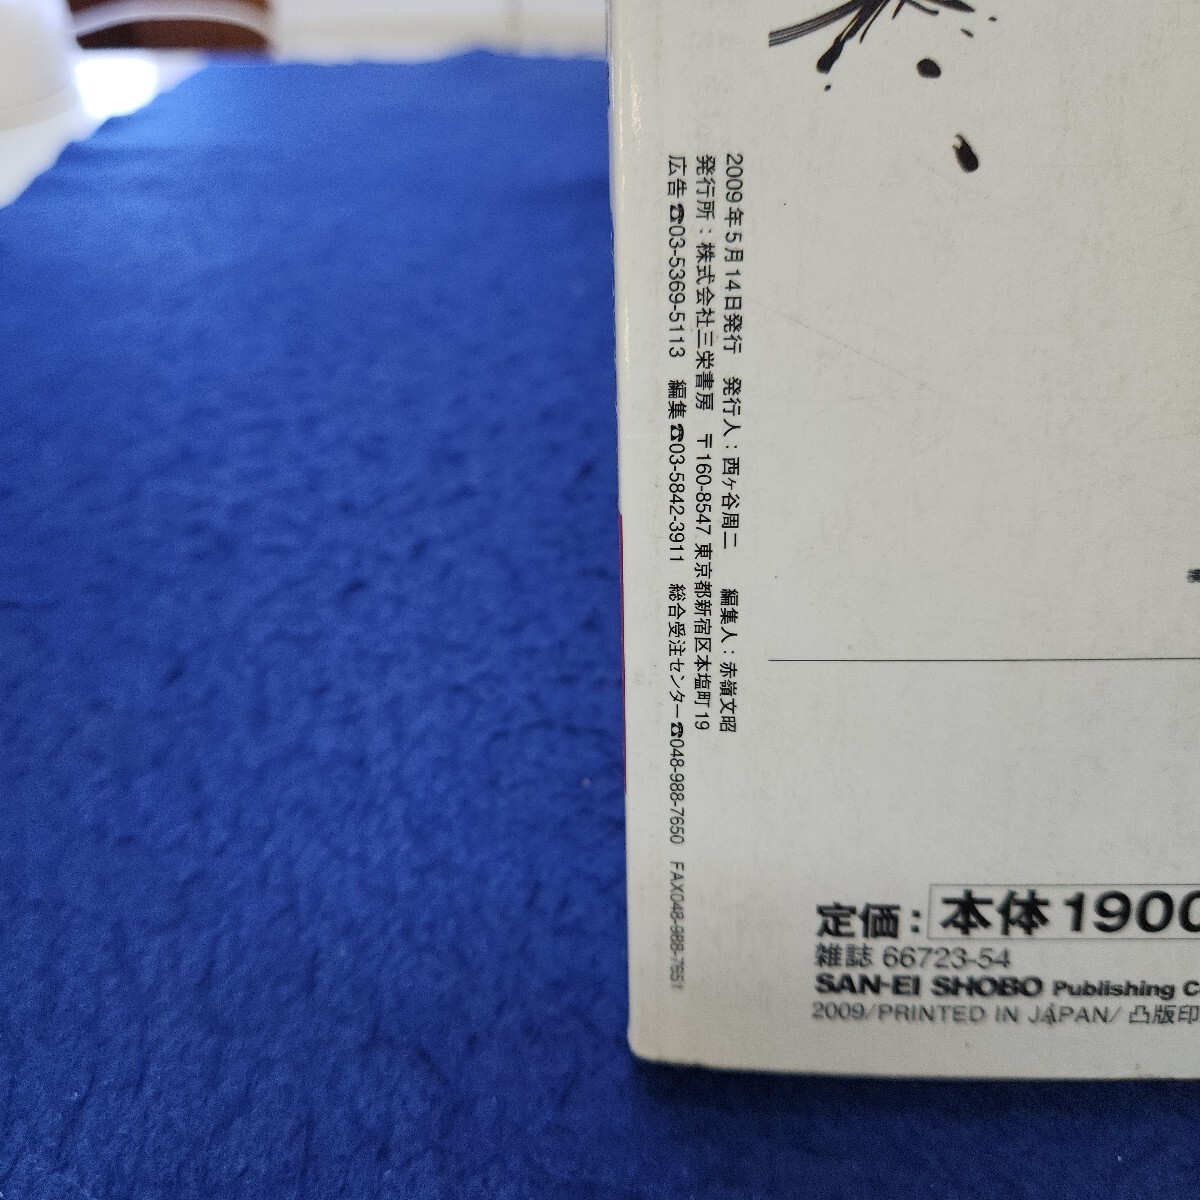 2009年5月14日発行 発行人：西ヶ谷周二 編集人：赤嶺文昭
発行所：株式会社三栄書房 〒160-8547 東京都新宿区本塩町19
広告☎03-5369-5113 編集☎03-5842-3911 総合受注センター☎048-988-7650 FAX048-988-7651
定価：本体1900
雑誌 66723-54
SAN-EI SHOBO Publishing C
2009/PRINTED IN JAPAN/ 凸版印